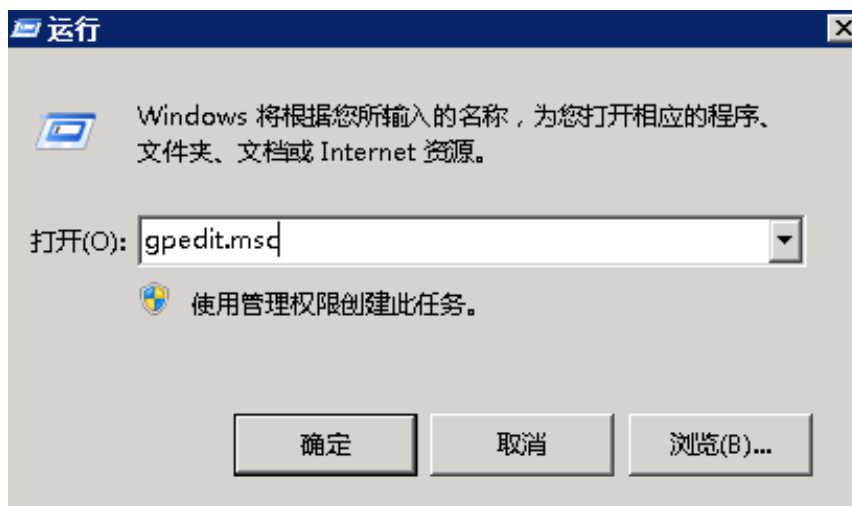 运行
Windows 将根据您所输入的名称，为您打开相应的程序、
文件夹、文档或 Internet 资源。
打开(O): gpedit.msc
使用管理权限创建此任务。
确定 取消 浏览(B)...